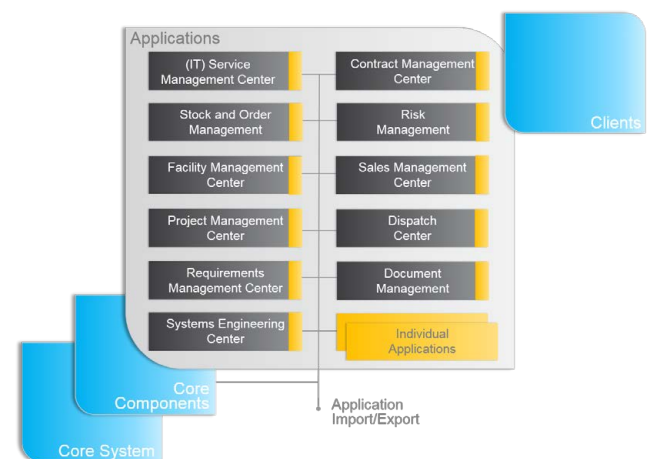 Applications
(IT) Service
Management Center
Contract Management
Center
Stock and Order
Management
Risk
Management
Facility Management
Center
Sales Management
Center
Project Management
Center
Dispatch
Center
Requirements
Management Center
Document
Management
Systems Engineering
Center
Individual
Applications
Clients
Core
Components
Application
Import/Export
Core System